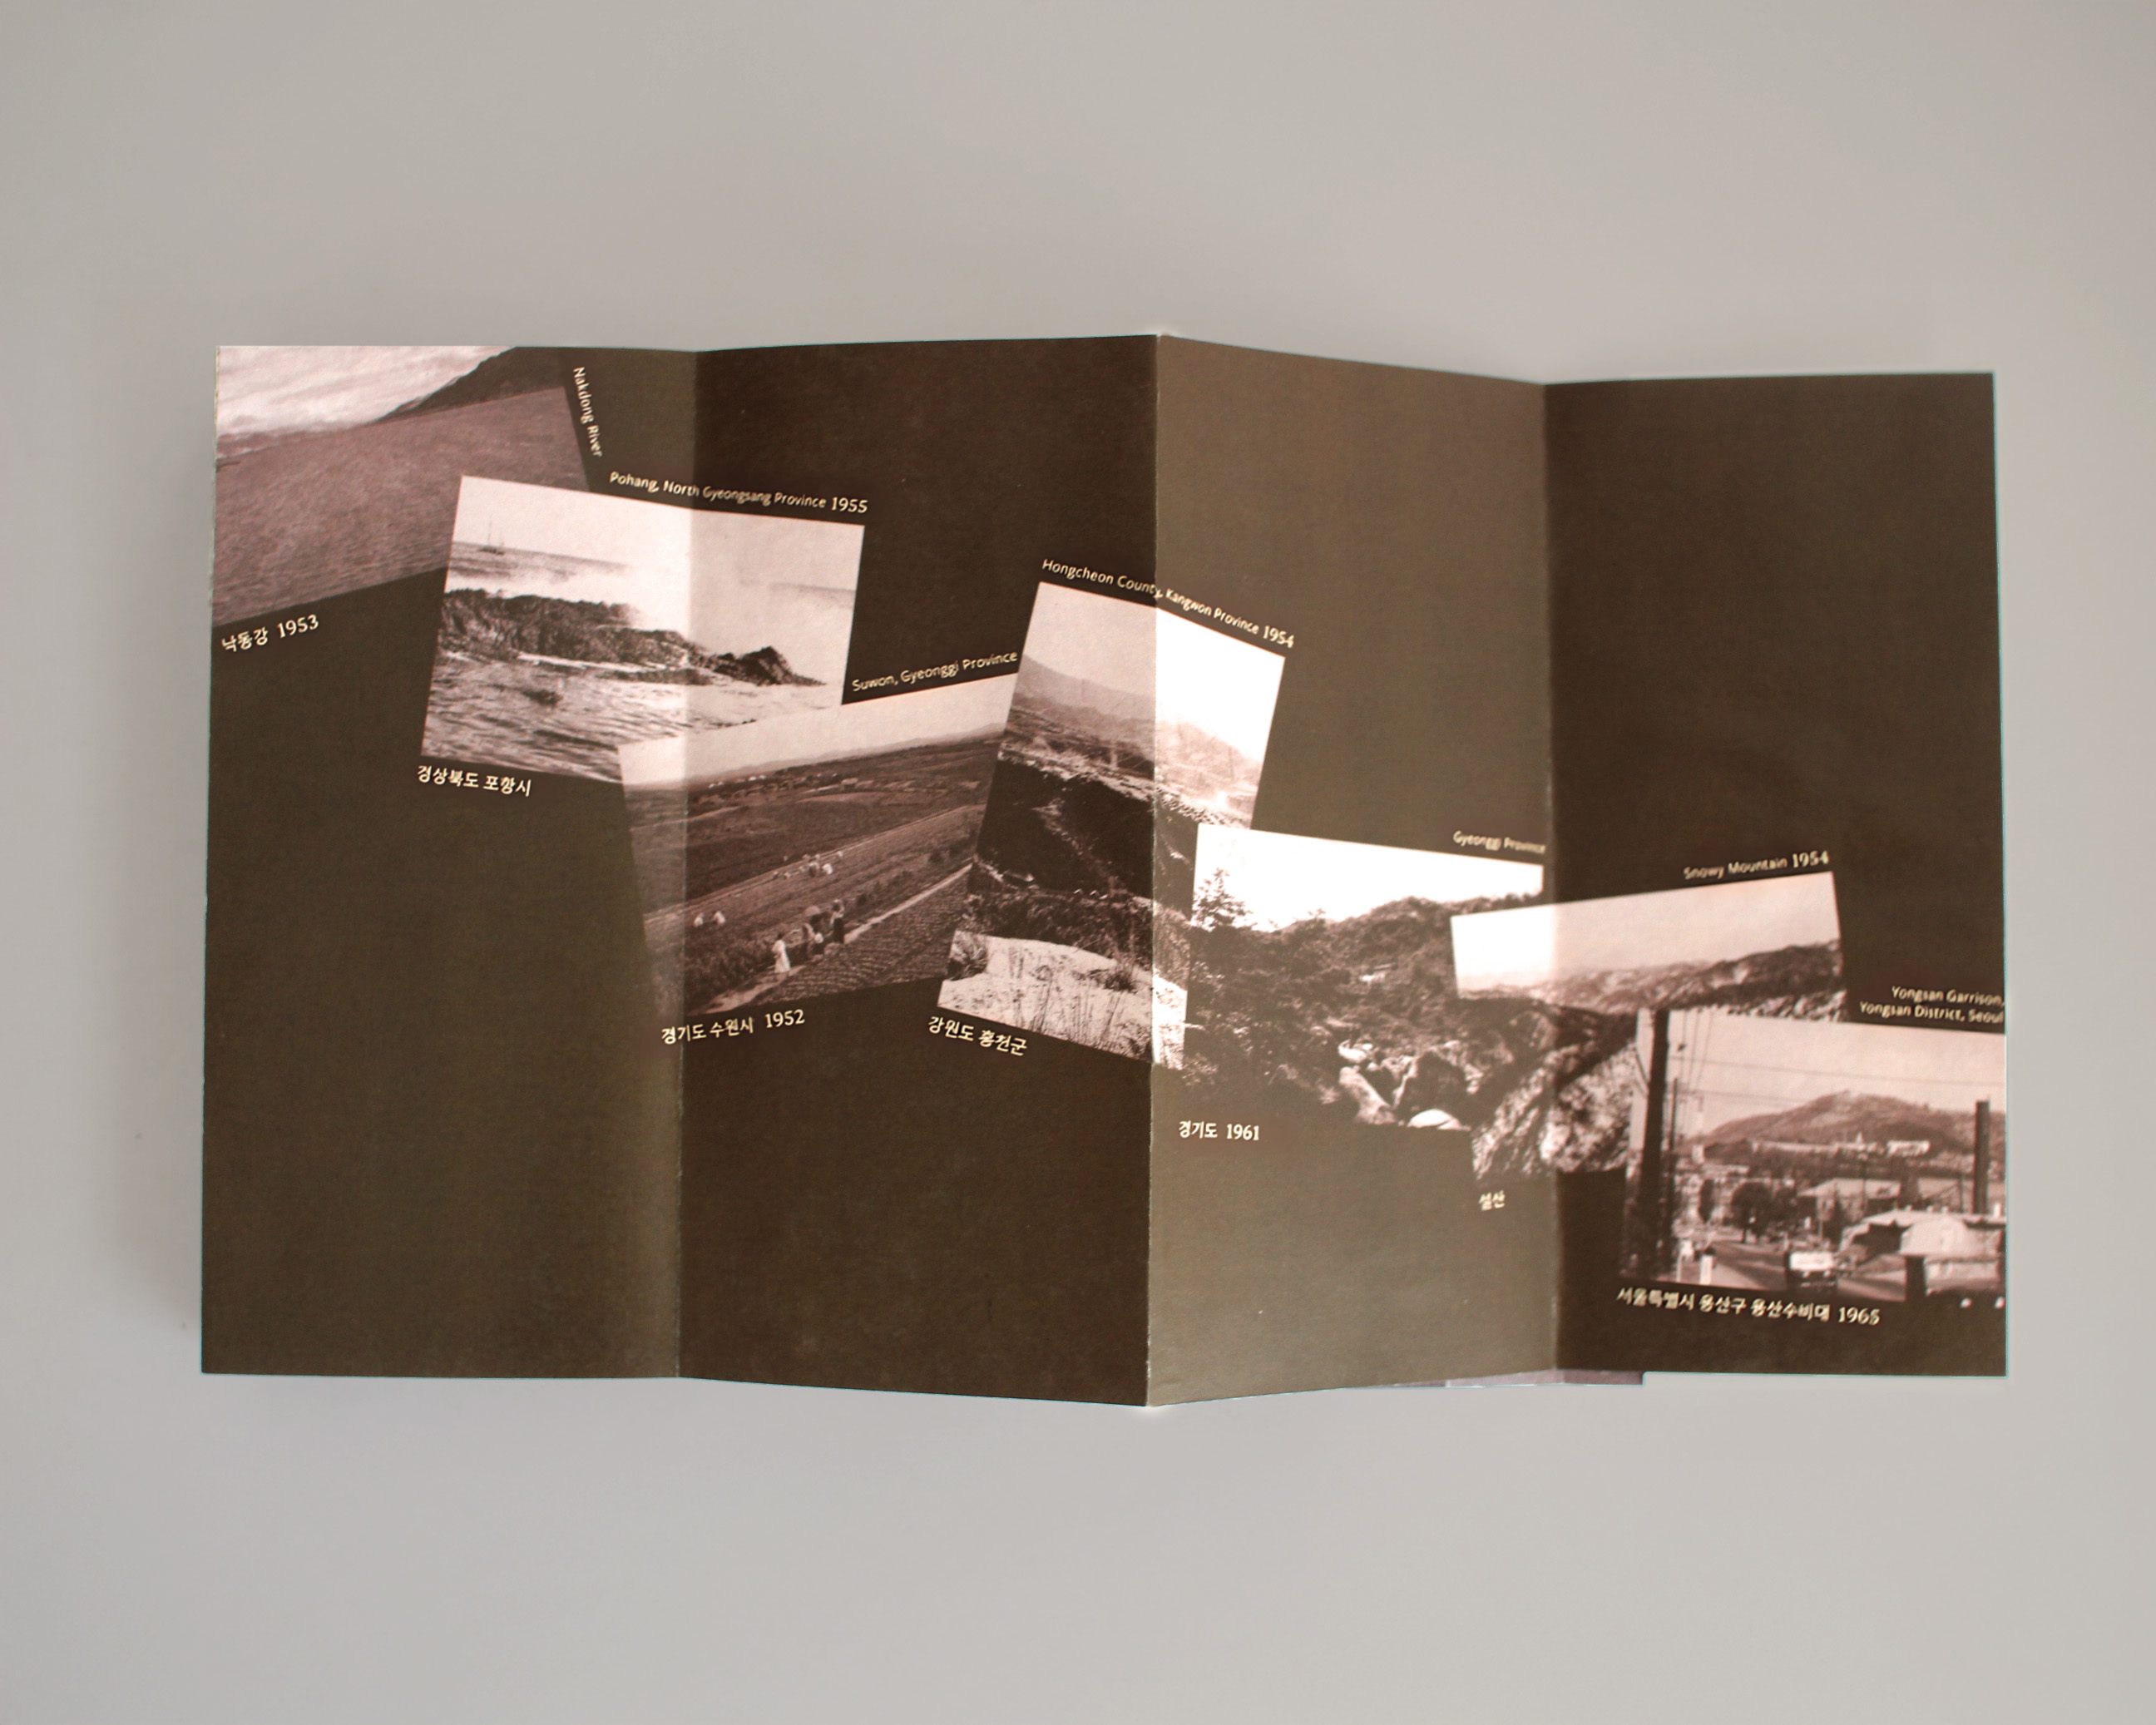 Nakdong River
낙동강 1953
Pohang, North Gyeongsang Province 1955
경상북도 포항시
Suwon, Gyeonggi Province
경기도 수원시 1952
Hongcheon County, Kangwon Province 1954
강원도 홍천군
Gyeonggi Province
경기도 1961
Snowy Mountain 1954
설산
Yongsan Garrison,
Yongsan District, Seoul
서울특별시 용산구 용산수비대 1965